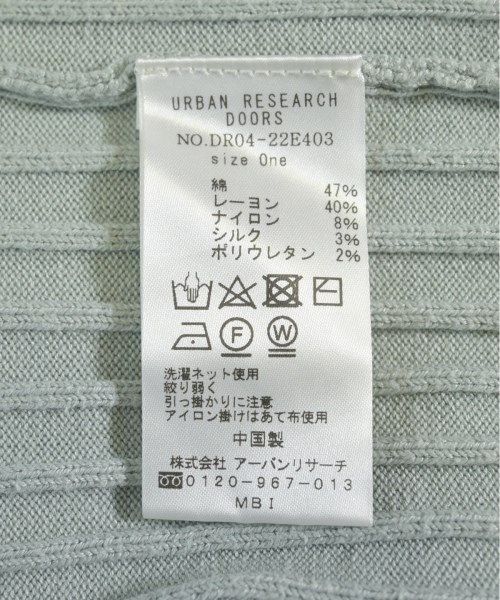 URBAN RESEARCH
DOORS
NO.DR04-22E403
size One
綿 47%
レーヨン 40%
ナイロン 8%
シルク 3%
ポリウレタン 2%
F W
洗濯ネット使用
絞り弱く
引っ掛かりに注意
アイロン掛けはあて布使用
中国製
株式会社 アーバンリサーチ
0120-967-013
MBI